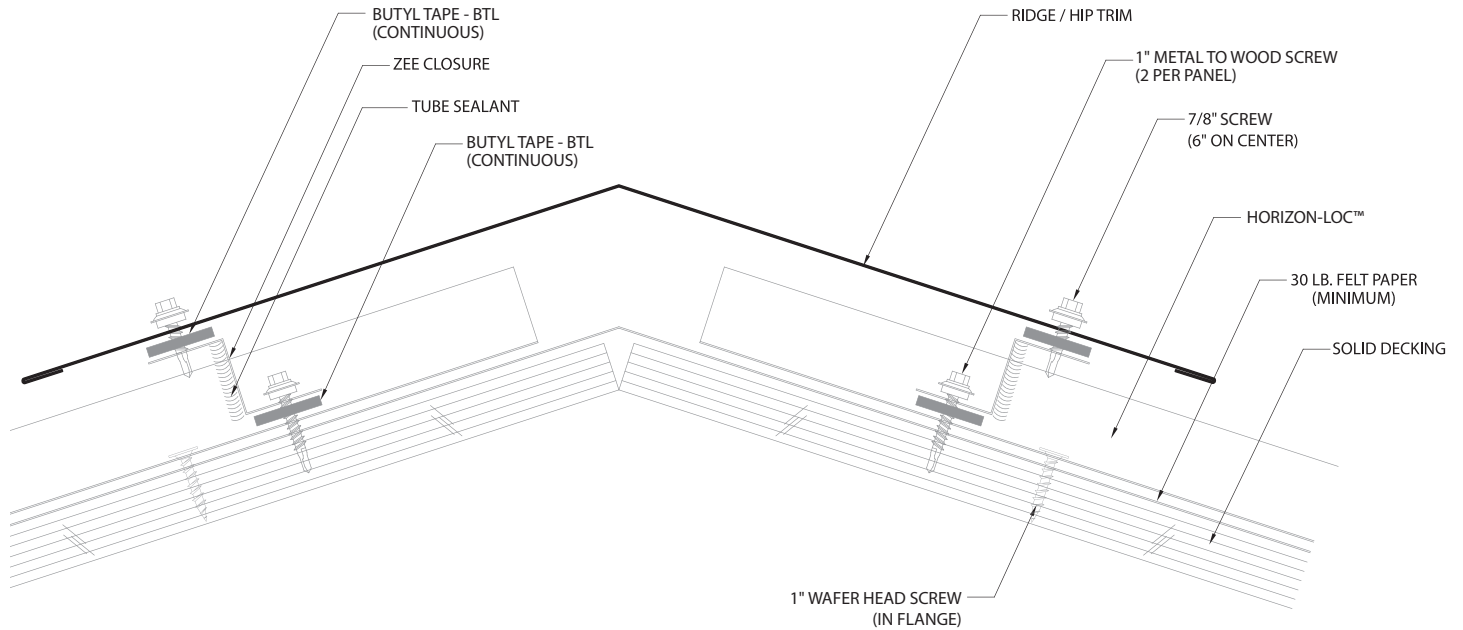 BUTYL TAPE - BTL
(CONTINUOUS)
ZEE CLOSURE
TUBE SEALANT
BUTYL TAPE - BTL
(CONTINUOUS)
RIDGE / HIP TRIM
1" METAL TO WOOD SCREW
(2 PER PANEL)
7/8" SCREW
(6" ON CENTER)
HORIZON-LOC™
30 LB. FELT PAPER
(MINIMUM)
SOLID DECKING
1" WAFER HEAD SCREW
(IN FLANGE)